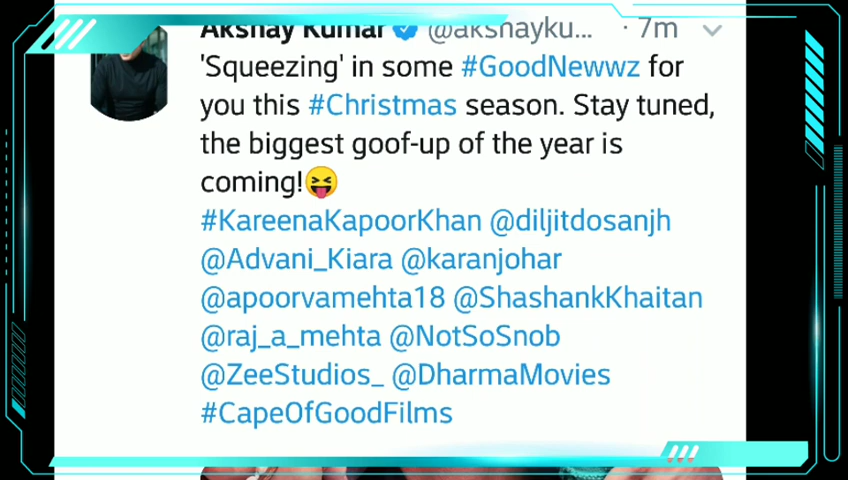 Akshay Kumar @akshayku... · 7m
'Squeezing' in some #GoodNewwz for
you this #Christmas season. Stay tuned,
the biggest goof-up of the year is
coming!😝
#KareenaKapoorKhan @diljitdosanjh
@Advani_Kiara @karanjohar
@apoorvamehta18 @ShashankKhaitan
@raj_a_mehta @NotSoSnob
@ZeeStudios_ @DharmaMovies
#CapeOfGoodFilms